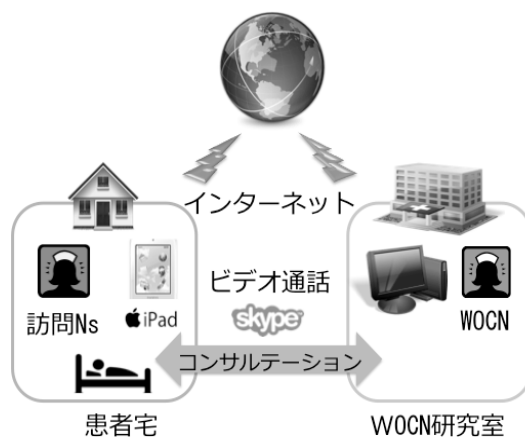 インターネット
ビデオ通話
skype
訪問Ns
iPad
WOCN
コンサルテーション
患者宅
WOCN研究室